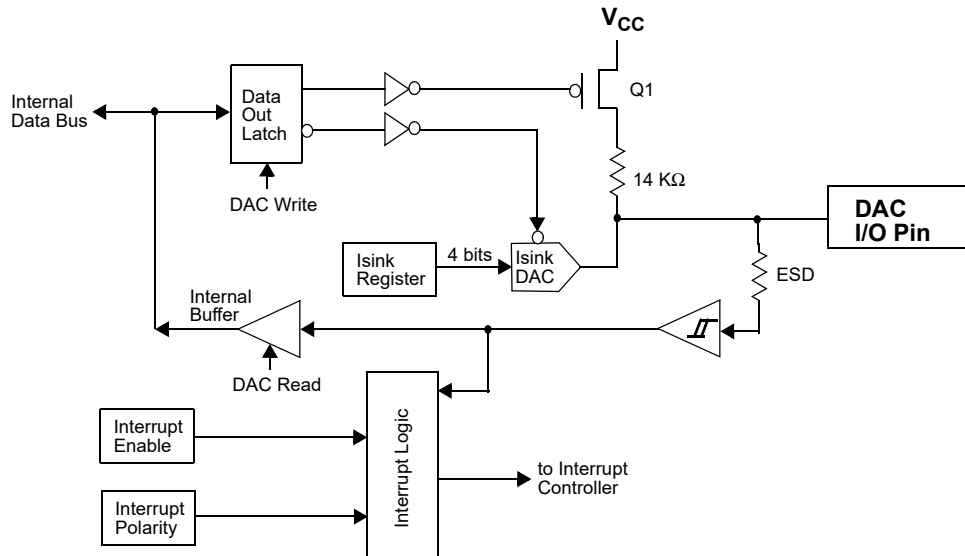 VCC
Internal
Data Bus
Data
Out
Latch
Q1
DAC Write
14 KΩ
DAC
I/O Pin
Isink
Register
4 bits
Isink
DAC
ESD
Internal
Buffer
DAC Read
Interrupt
Enable
Interrupt Logic
to Interrupt
Controller
Interrupt
Polarity